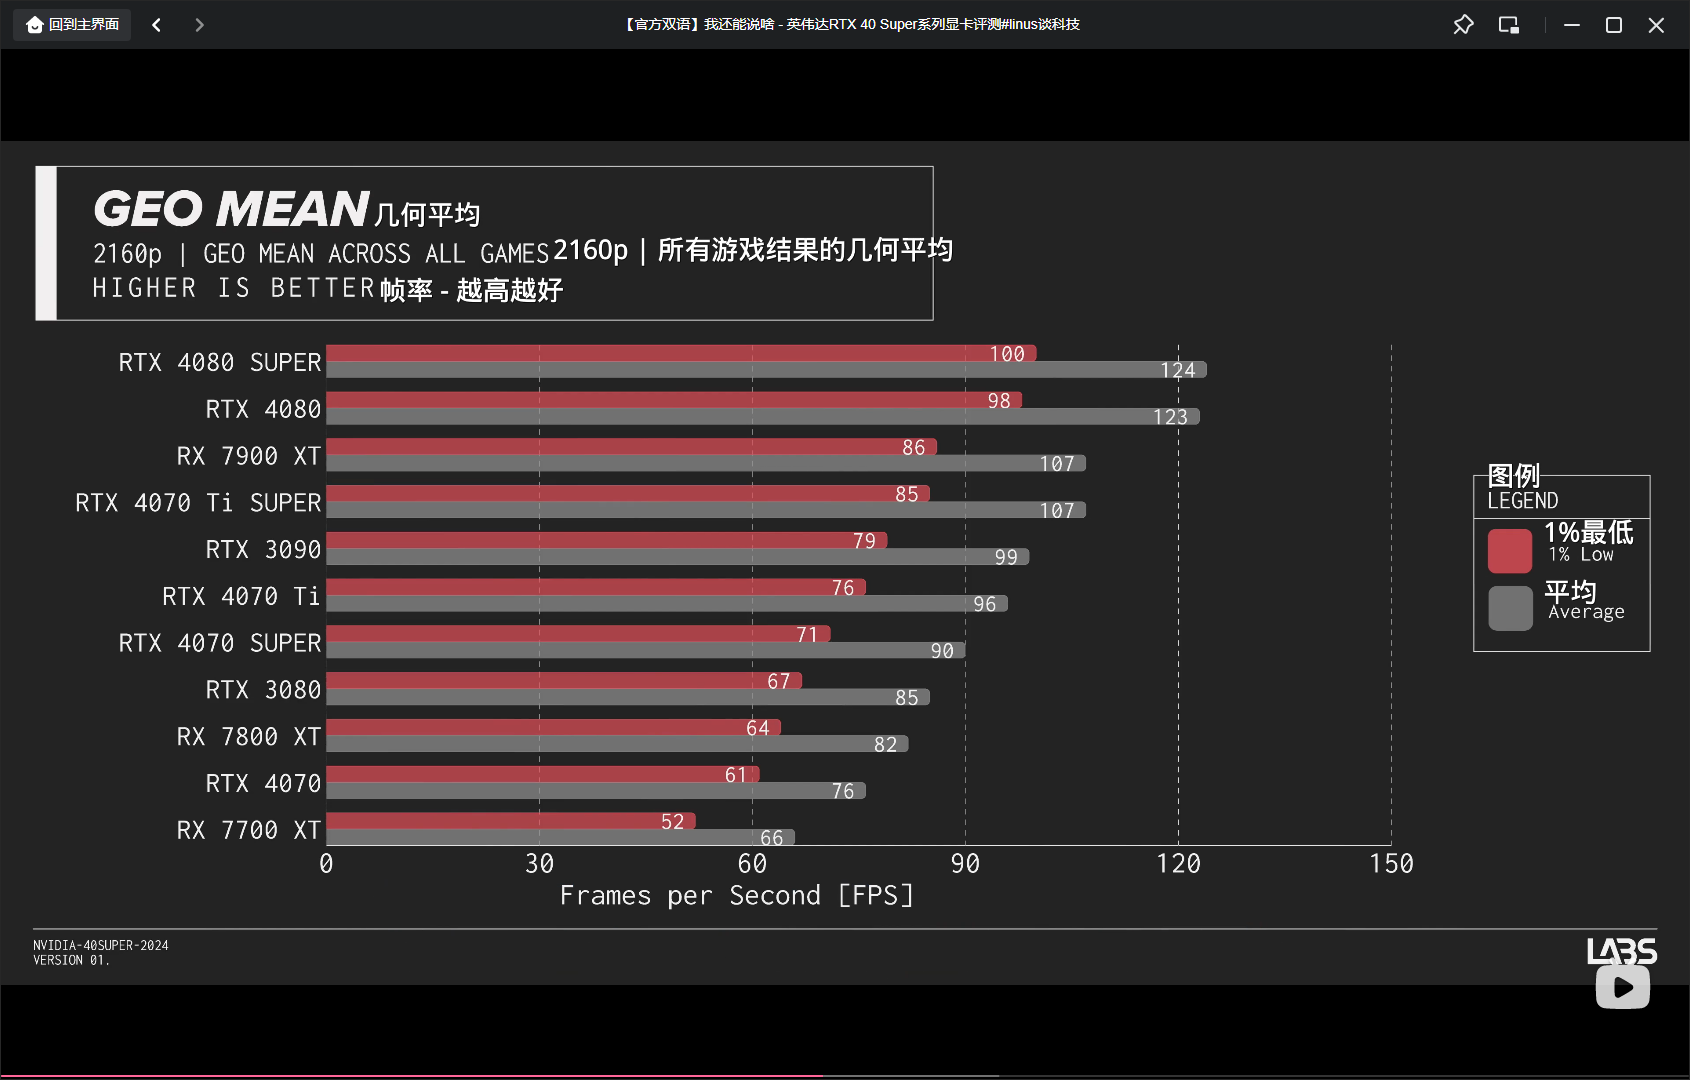 回到主界面
【官方双语】我还能说啥 - 英伟达RTX 40 Super系列显卡评测#linus谈科技
GEO MEAN 几何平均
2160p | GEO MEAN ACROSS ALL GAMES 2160p | 所有游戏结果的几何平均
HIGHER IS BETTER 帧率 - 越高越好
RTX 4080 SUPER 100 124
RTX 4080 98 123
RX 7900 XT 86 107
RTX 4070 Ti SUPER 85 107
RTX 3090 79 99
RTX 4070 Ti 76 96
RTX 4070 SUPER 71 90
RTX 3080 67 85
RX 7800 XT 64 82
RTX 4070 61 76
RX 7700 XT 52 66
0 30 60 90 120 150
Frames per Second [FPS]
图例
LEGEND
1%最低
1% Low
平均
Average
NVIDIA-40SUPER-2024
VERSION 01.
LABS